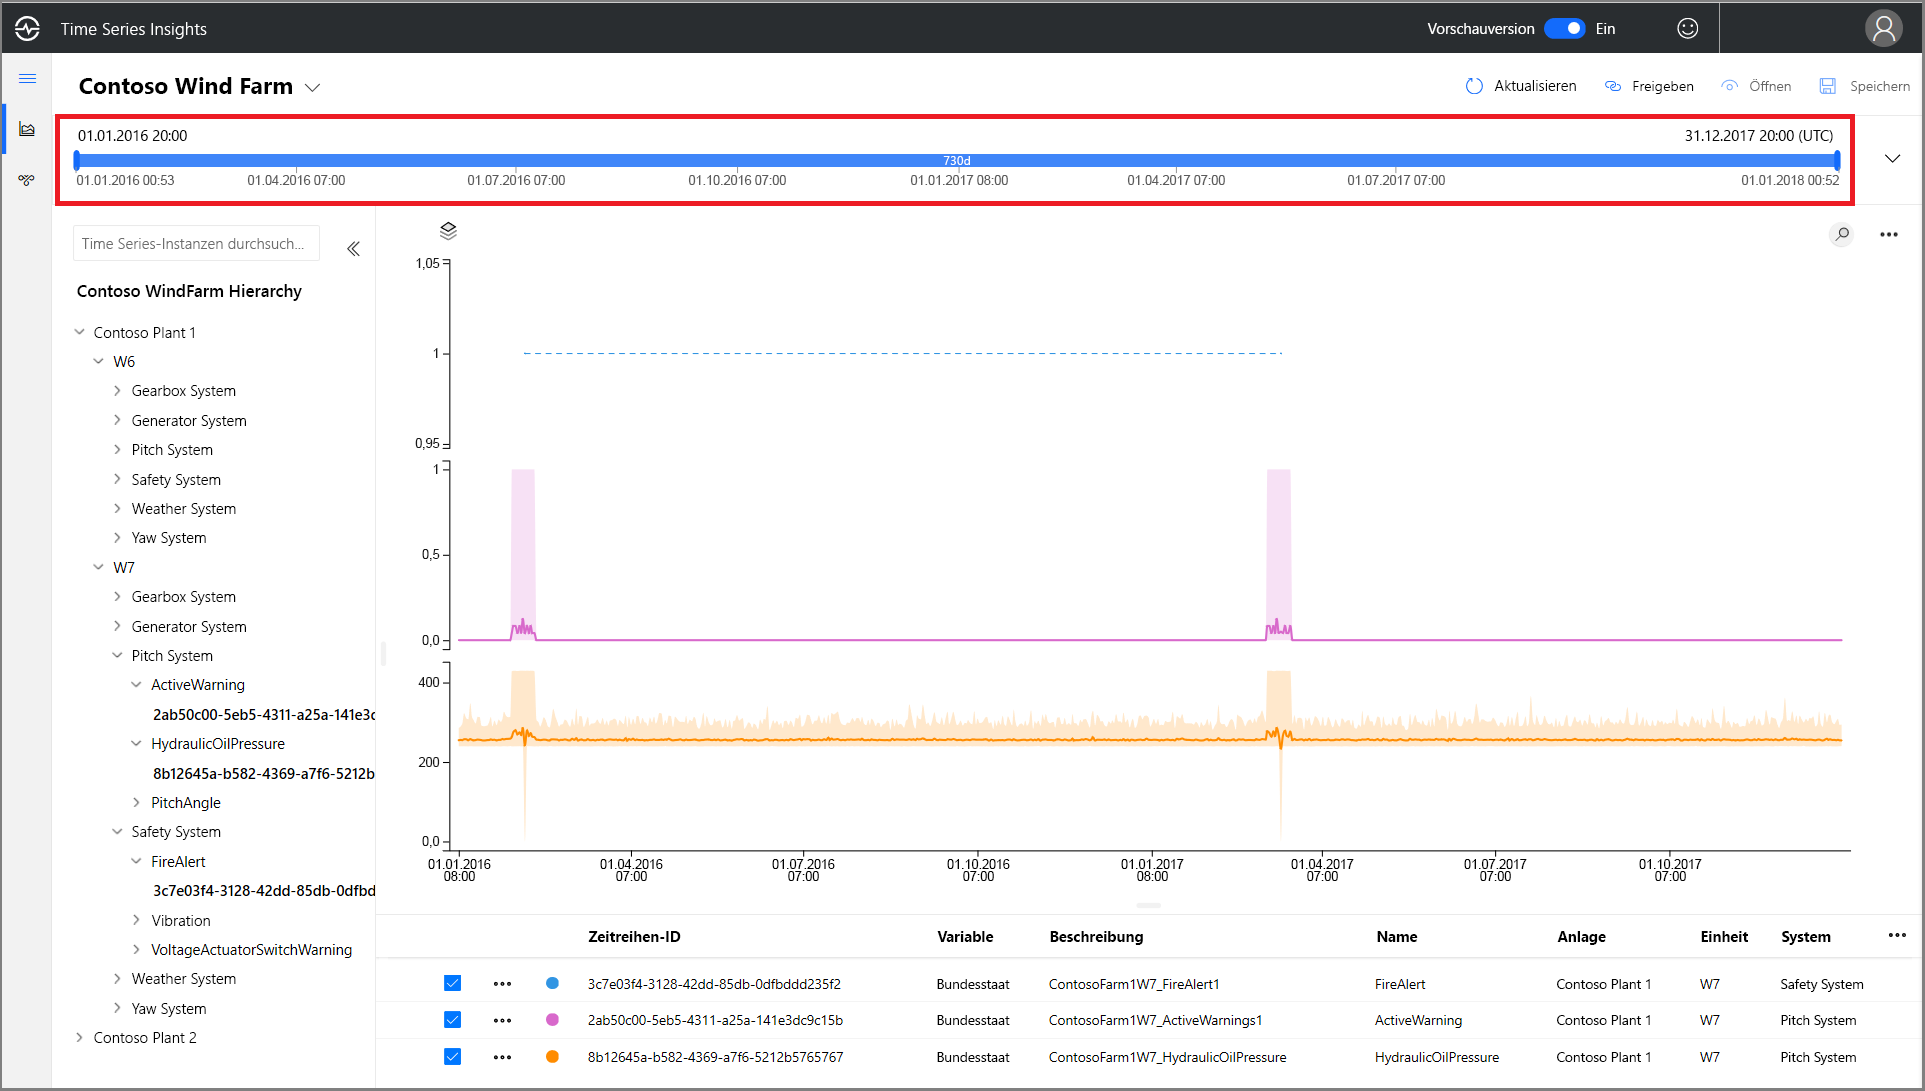 Time Series Insights
Vorschauversion Ein
Contoso Wind Farm
Aktualisieren Freigeben Öffnen Speichern
01.01.2016 20:00 31.12.2017 20:00 (UTC)
730d
01.01.2016 00:53 01.04.2016 07:00 01.07.2016 07:00 01.10.2016 07:00 01.01.2017 08:00 01.04.2017 07:00 01.07.2017 07:00 01.01.2018 00:52
Time Series-Instanzen durchsuch...
Contoso WindFarm Hierarchy
Contoso Plant 1
W6
Gearbox System
Generator System
Pitch System
Safety System
Weather System
Yaw System
W7
Gearbox System
Generator System
Pitch System
ActiveWarning
2ab50c00-5eb5-4311-a25a-141e3c
HydraulicOilPressure
8b12645a-b582-4369-a7f6-5212b
PitchAngle
Safety System
FireAlert
3c7e03f4-3128-42dd-85db-0dfbd
Vibration
VoltageActuatorSwitchWarning
Weather System
Yaw System
Contoso Plant 2
1,05
1
0,95
1
0,5
0,0
400
200
0,0
01.01.2016 01.04.2016 01.07.2016 01.10.2016 01.01.2017 01.04.2017 01.07.2017 01.10.2017
08:00 07:00 07:00 07:00 08:00 07:00 07:00 07:00
Zeitreihen-ID Variable Beschreibung Name Anlage Einheit System
3c7e03f4-3128-42dd-85db-0dfbddd235f2 Bundesstaat ContosoFarm1W7_FireAlert1 FireAlert Contoso Plant 1 W7 Safety System
2ab50c00-5eb5-4311-a25a-141e3dc9c15b Bundesstaat ContosoFarm1W7_ActiveWarnings1 ActiveWarning Contoso Plant 1 W7 Pitch System
8b12645a-b582-4369-a7f6-5212b5765767 Bundesstaat ContosoFarm1W7_HydraulicOilPressure HydraulicOilPressure Contoso Plant 1 W7 Pitch System